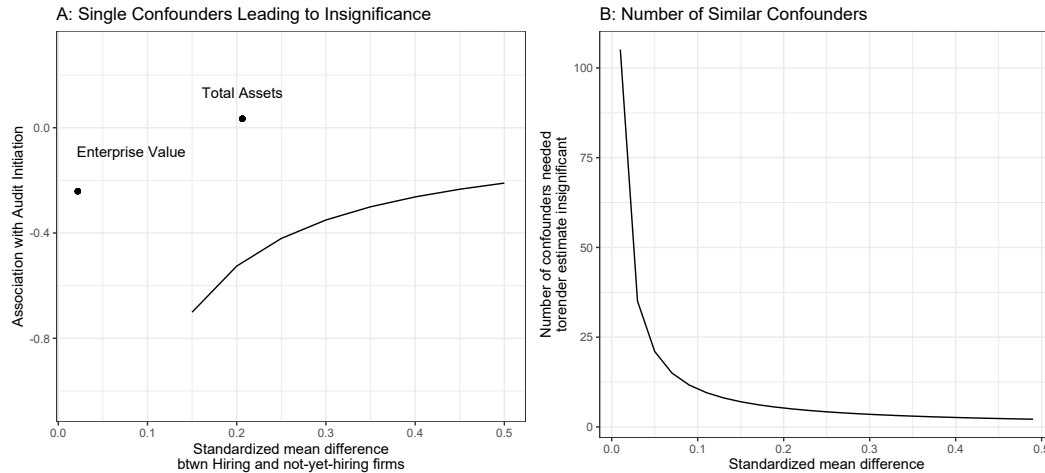 A: Single Confounders Leading to Insignificance
Association with Audit Initiation
0.0
-0.4
-0.8
Total Assets
Enterprise Value
0.0 0.1 0.2 0.3 0.4 0.5
Standardized mean difference
btwn Hiring and not-yet-hiring firms
B: Number of Similar Confounders
Number of confounders needed
torender estimate insignificant
100
75
50
25
0
0.0 0.1 0.2 0.3 0.4 0.5
Standardized mean difference